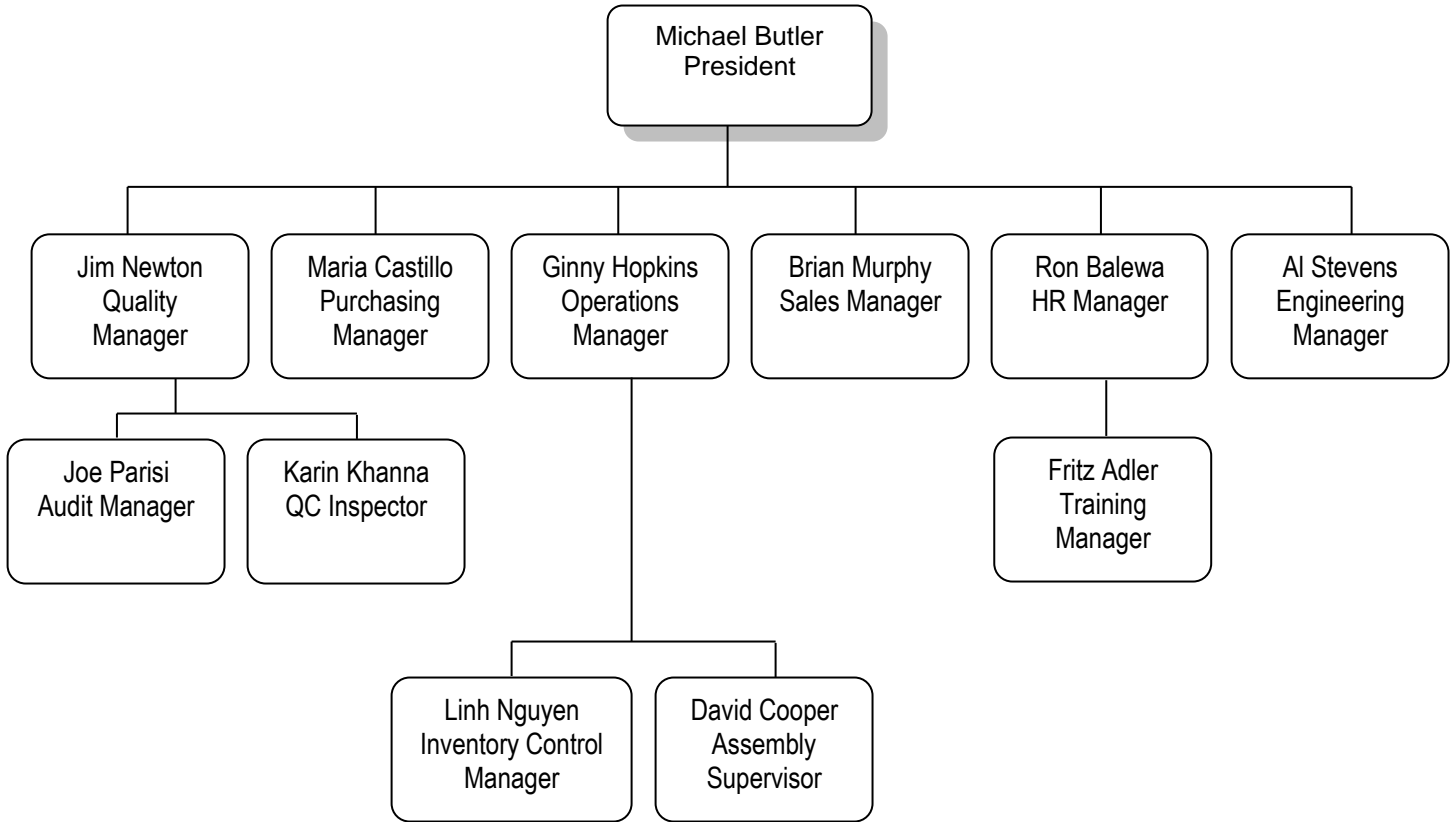 Michael Butler
President
Jim Newton
Quality
Manager
Maria Castillo
Purchasing
Manager
Ginny Hopkins
Operations
Manager
Brian Murphy
Sales Manager
Ron Balewa
HR Manager
Al Stevens
Engineering
Manager
Joe Parisi
Audit Manager
Karin Khanna
QC Inspector
Fritz Adler
Training
Manager
Linh Nguyen
Inventory Control
Manager
David Cooper
Assembly
Supervisor